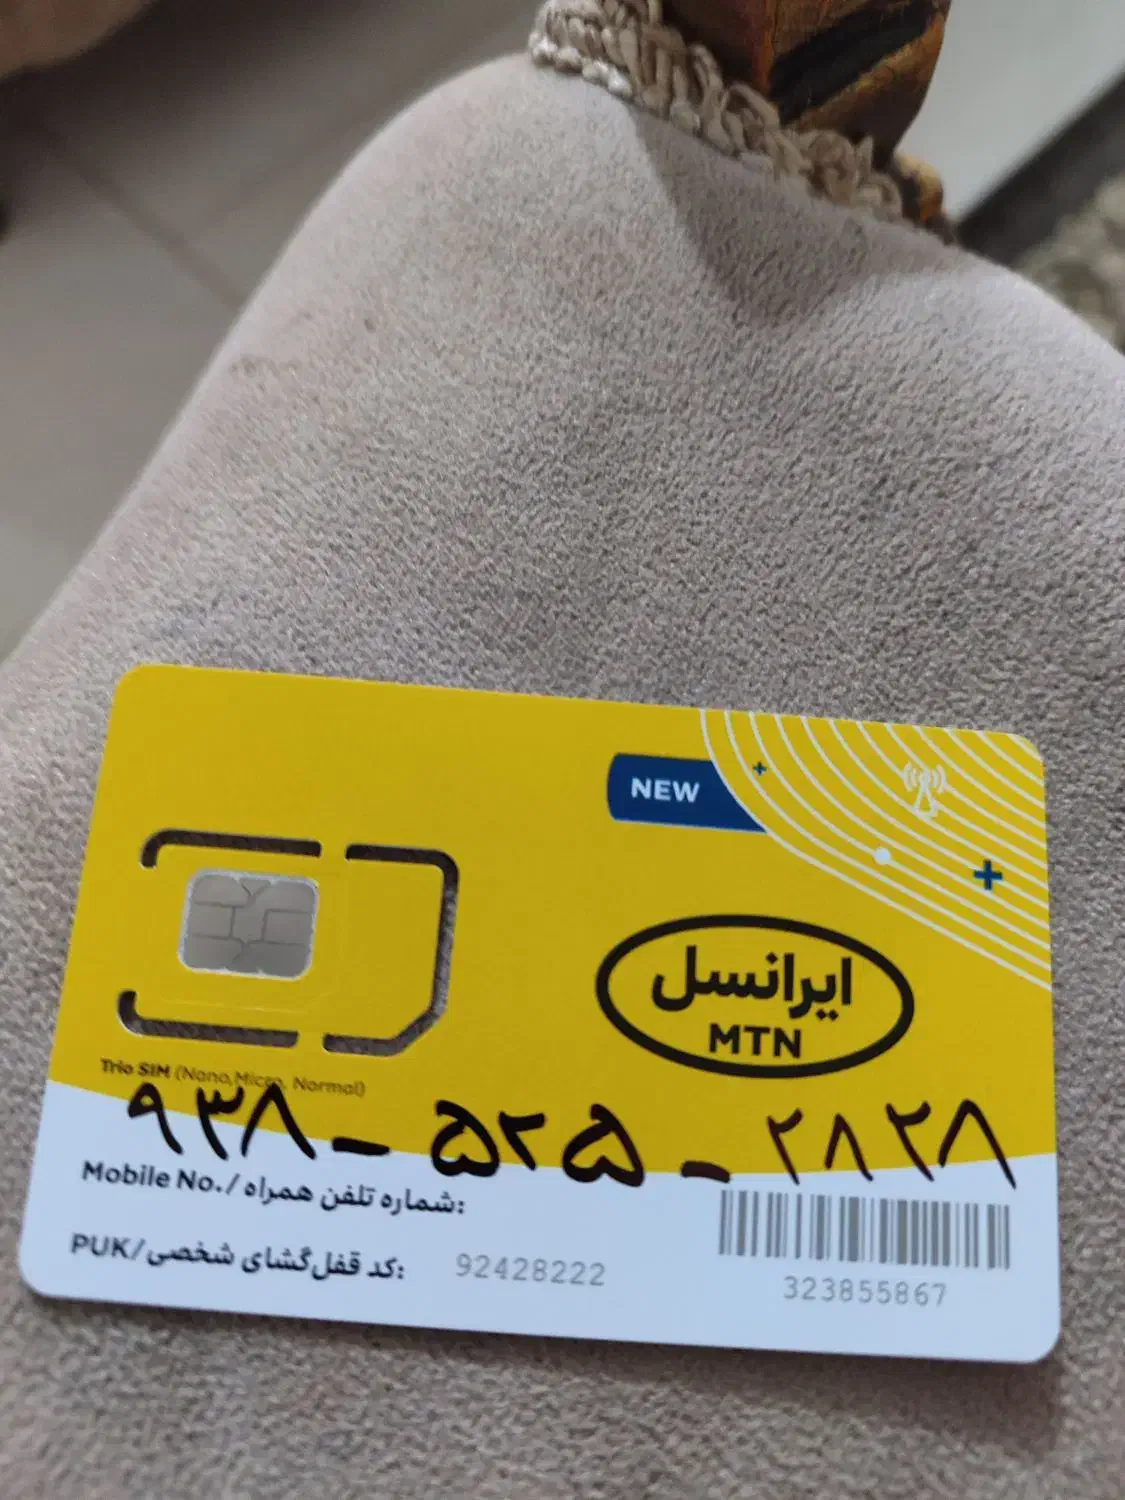 NEW
ایرانسل
MTN
Trio SIM (Nano, Micro, Normal)
۹۳۸ - ۵۲۵ - ۲۸۲۸
Mobile No./شماره تلفن همراه:
PUK/کد قفل‌گشای شخصی: 92428222
323855867